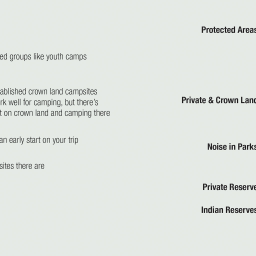 Protected Areas
ed groups like youth camps
ablished crown land campsites
rk well for camping, but there's
Private & Crown Land
t on crown land and camping there
an early start on your trip
Noise in Parks
sites there are
Private Reserve
Indian Reserves